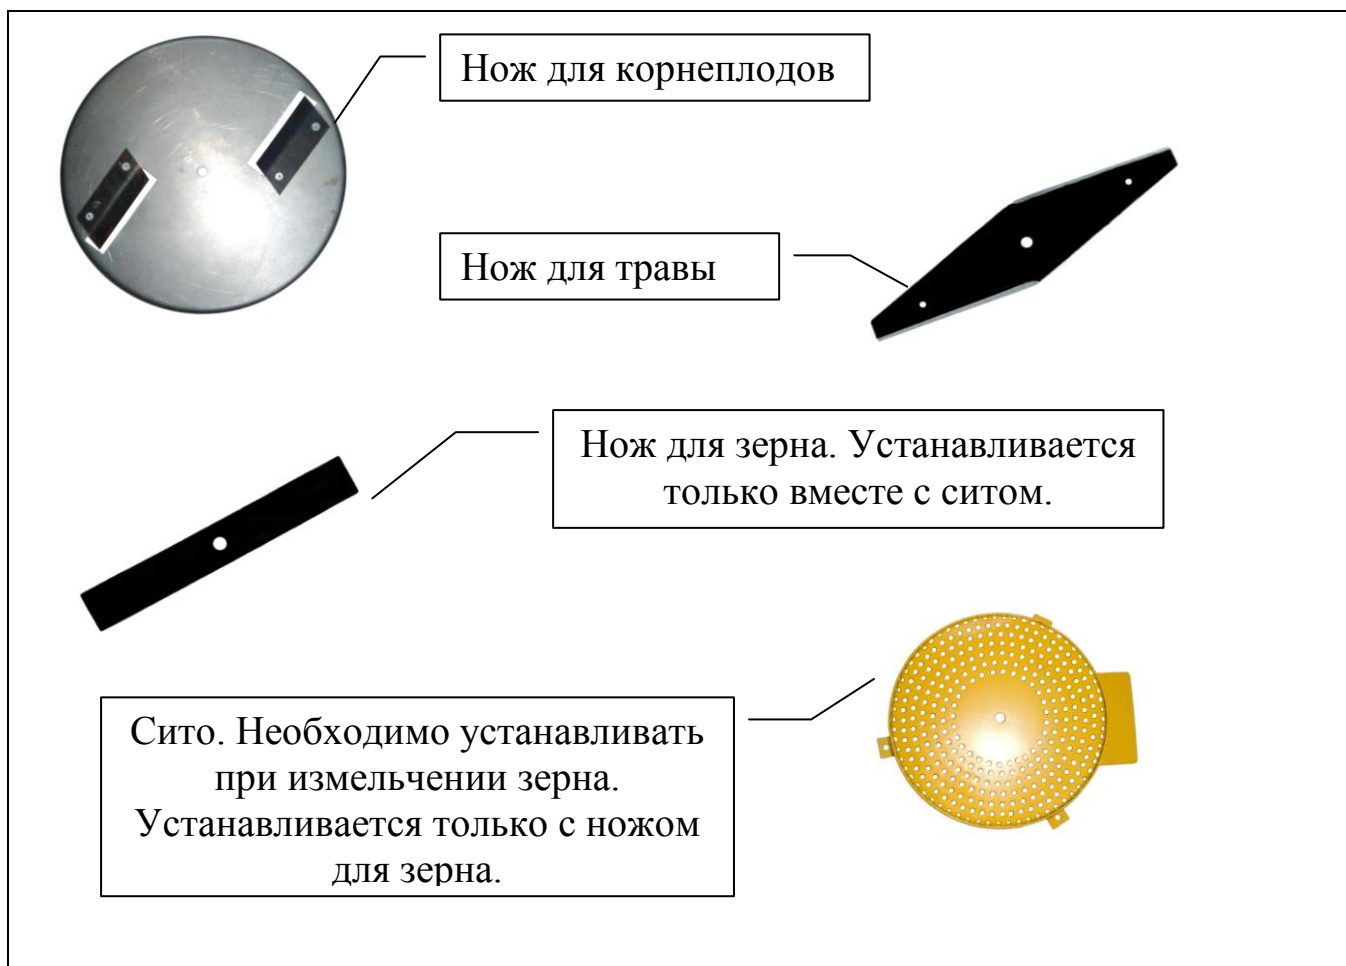 Нож для корнеплодов
Нож для травы
Нож для зерна. Устанавливается
только вместе с ситом.
Сито. Необходимо устанавливать
при измельчении зерна.
Устанавливается только с ножом
для зерна.